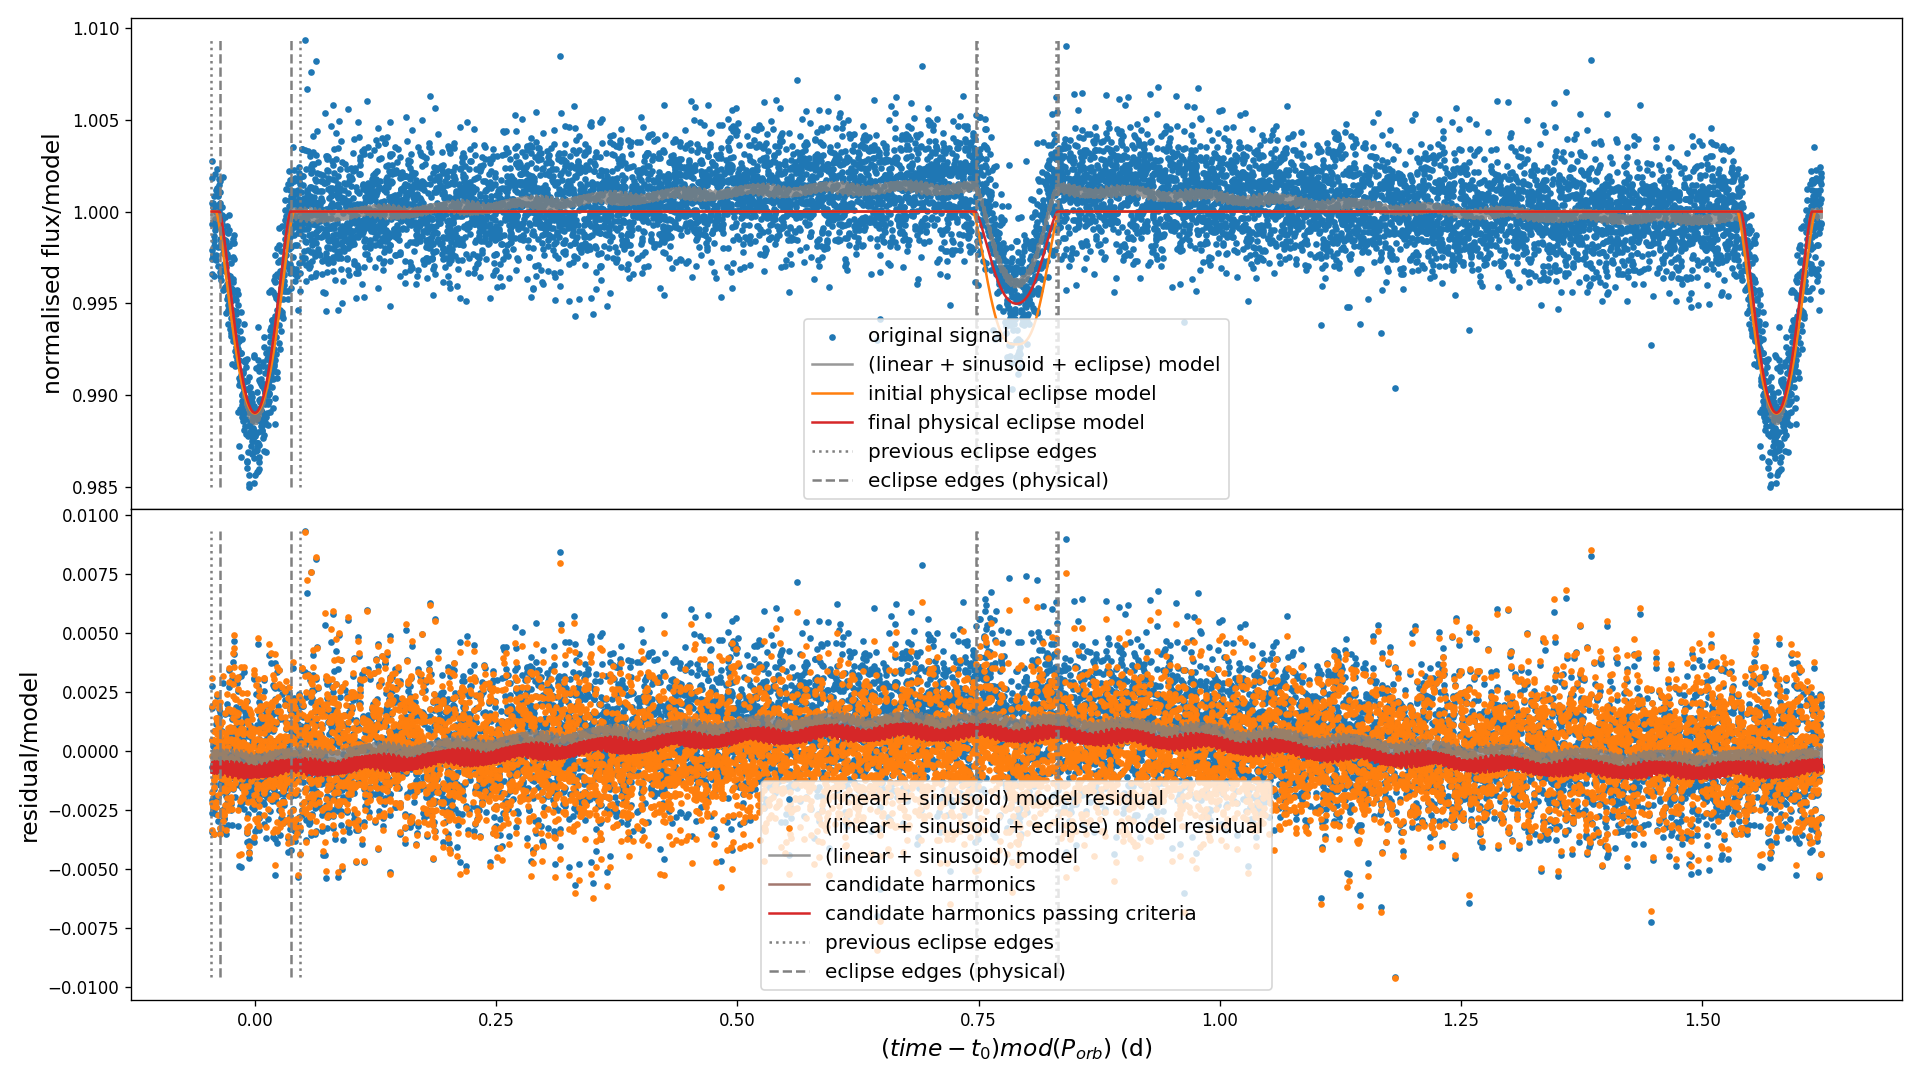 1.010
1.005
1.000
0.995
0.990
0.985
normalised flux/model
original signal
(linear + sinusoid + eclipse) model
initial physical eclipse model
final physical eclipse model
previous eclipse edges
eclipse edges (physical)
0.0100
0.0075
0.0050
0.0025
0.0000
−0.0025
−0.0050
−0.0075
−0.0100
residual/model
(linear + sinusoid) model residual
(linear + sinusoid + eclipse) model residual
(linear + sinusoid) model
candidate harmonics
candidate harmonics passing criteria
previous eclipse edges
eclipse edges (physical)
0.00 0.25 0.50 0.75 1.00 1.25 1.50
(time − t₀)mod(Pₒᵣb) (d)